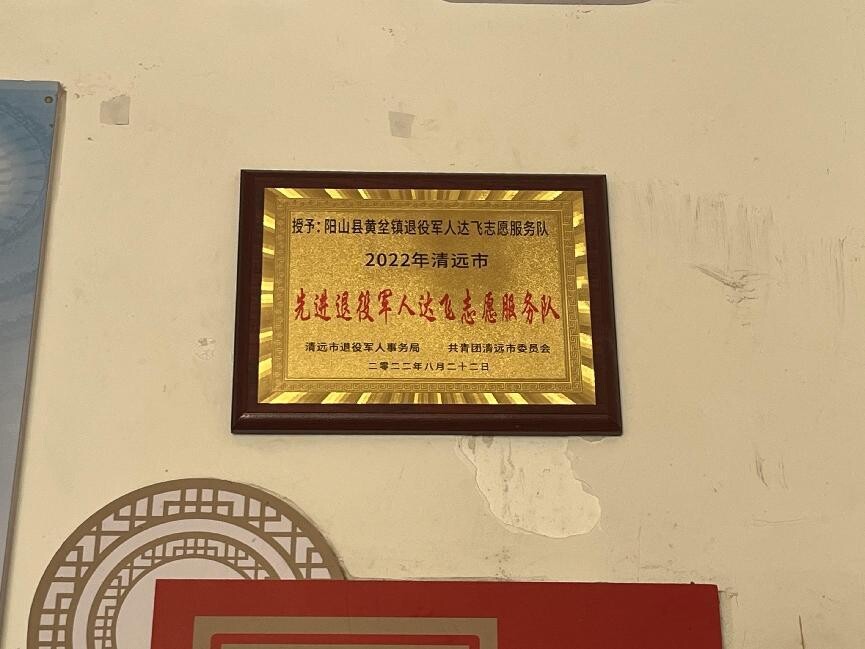 授予：阳山县黄坌镇退役军人达飞志愿服务队
2022年清远市
先进退役军人达飞志愿服务队
清远市退役军人事务局 共青团清远市委员会
二零二二年八月二十二日